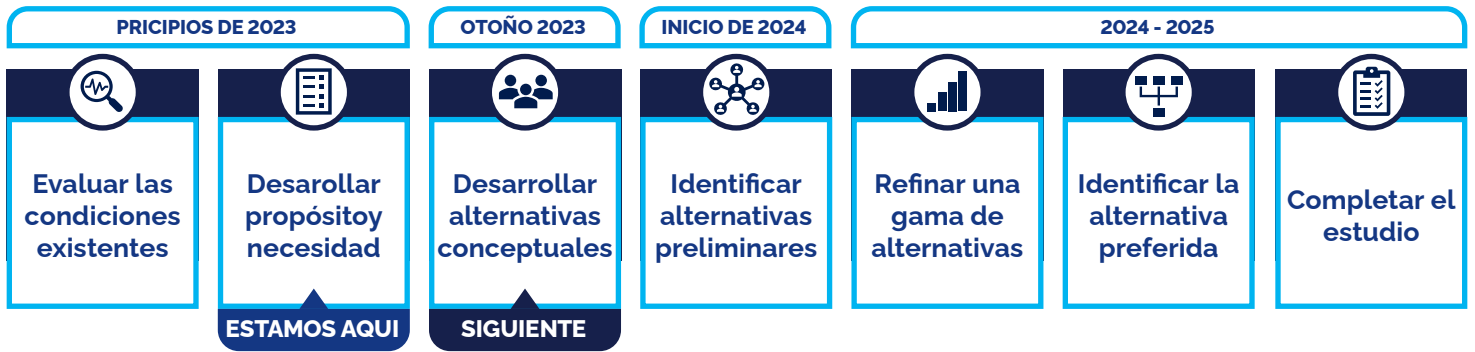 PRICIPIOS DE 2023
OTOÑO 2023
INICIO DE 2024
2024 - 2025
Evaluar las
condiciones
existentes
Desarollar
propósitoy
necesidad
Desarrollar
alternativas
conceptuales
Identificar
alternativas
preliminares
Refinar una
gama de
alternativas
Identificar la
alternativa
preferida
Completar el
estudio
ESTAMOS AQUI
SIGUIENTE